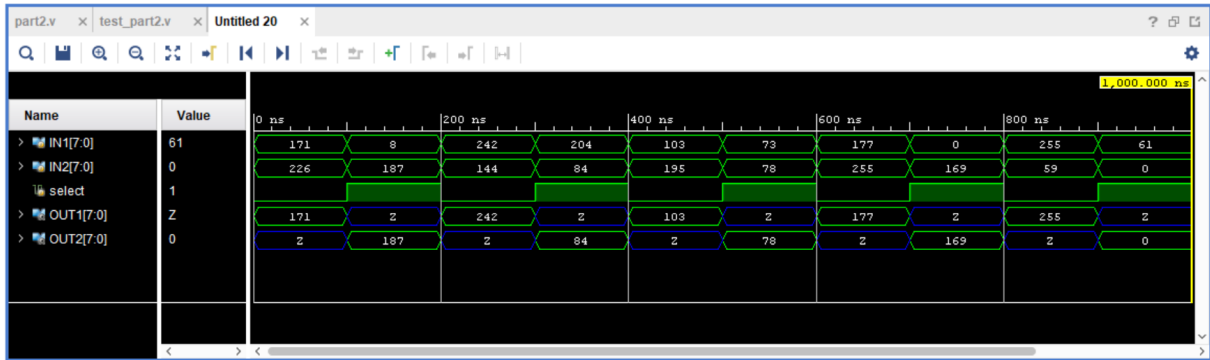 part2.v × test_part2.v × Untitled 20 × ?
1,000.000 ns
Name Value 0 ns 200 ns 400 ns 600 ns 800 ns
> IN1[7:0] 61 171 8 242 204 103 73 177 0 255 61
> IN2[7:0] 0 226 187 144 84 195 78 255 169 59 0
select 1
> OUT1[7:0] Z 171 Z 242 Z 103 Z 177 Z 255 Z
> OUT2[7:0] 0 Z 187 Z 84 Z 78 Z 169 Z 0